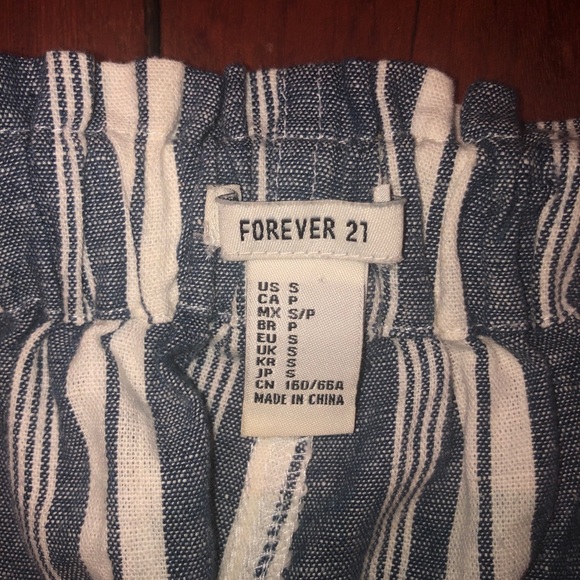 FOREVER 21
US S
CA P
MX S/P
BR P
EU S
UK S
KR S
JP S
CN 160/66A
MADE IN CHINA